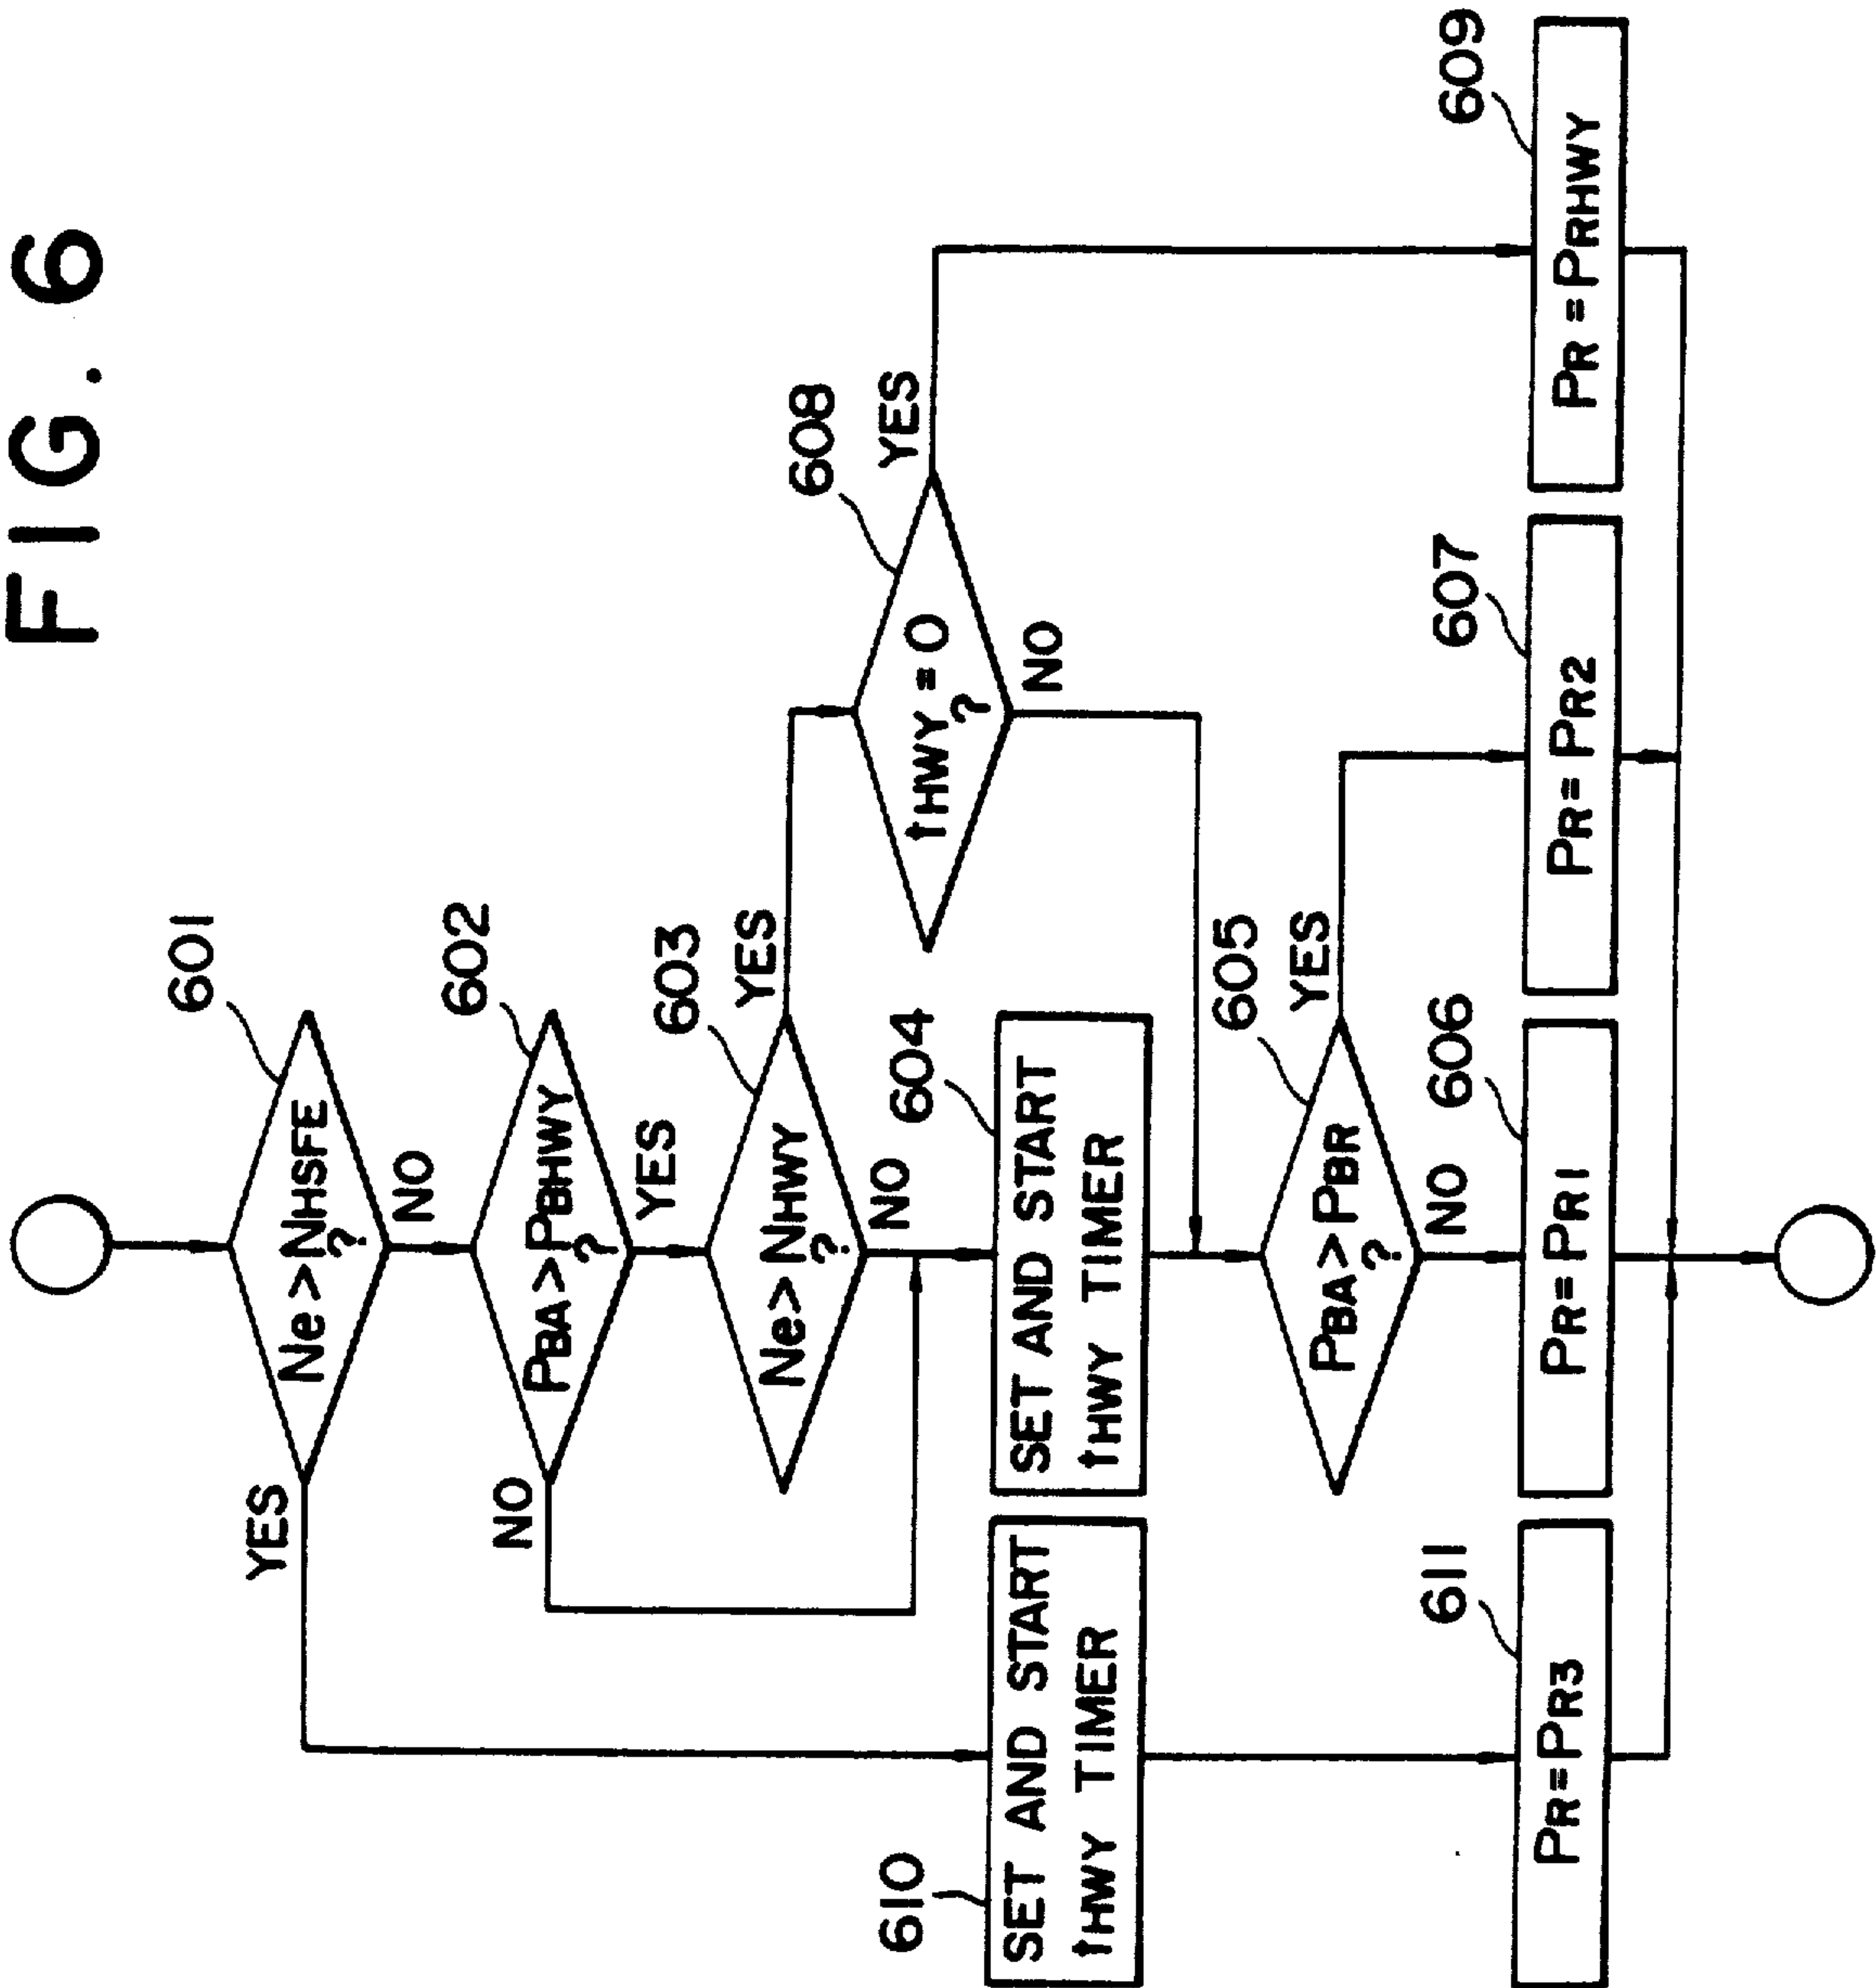 FIG. 6
601
Ne>NHSFE
?
YES
NO
602
PBA>PBHWY
?
NO
YES
603
Ne>NHWY
?
YES
NO
608
tHWY=0
?
YES
NO
610
SET AND START
tHWY TIMER
604
SET AND START
tHWY TIMER
605
PBA>PBR
?
YES
NO
611
PR=PR3
606
PR=PR1
607
PR=PR2
609
PR=PRHWY